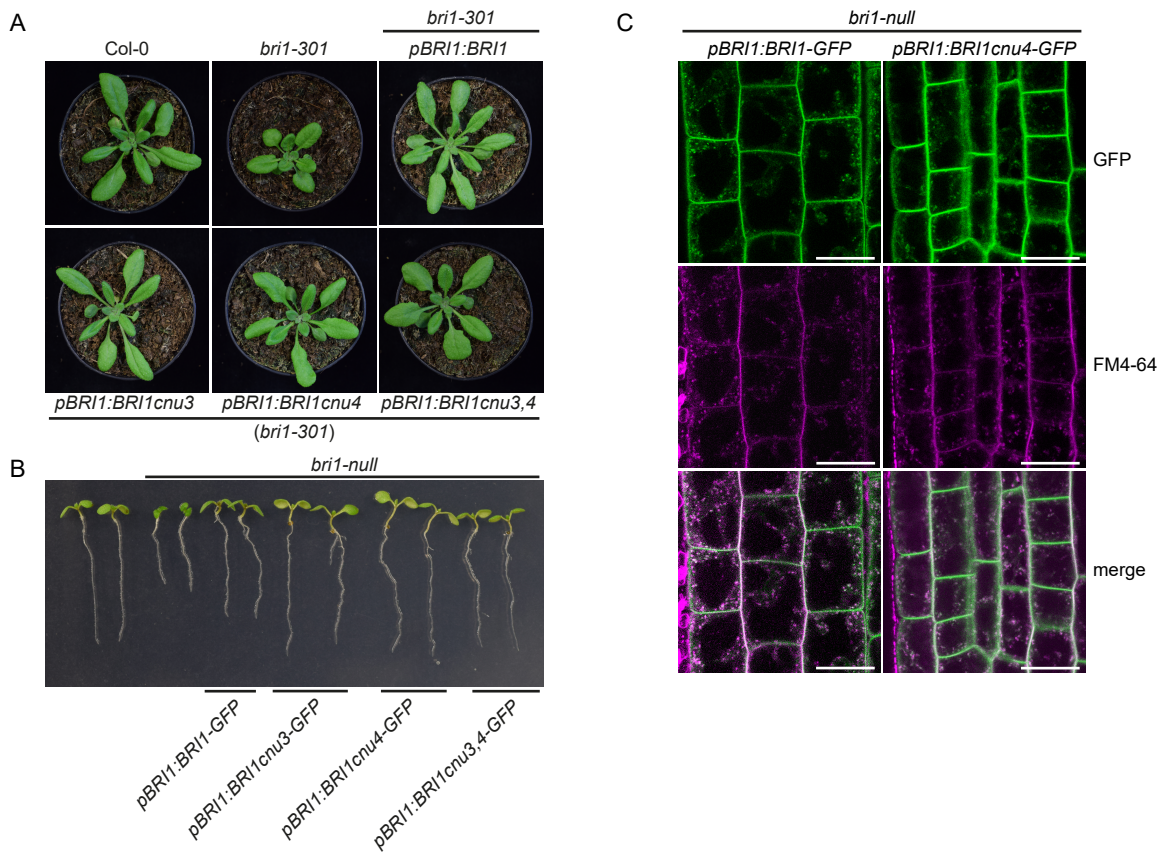 A
Col-0
bri1-301
bri1-301
pBRI1:BRI1
pBRI1:BRI1cnu3
pBRI1:BRI1cnu4
pBRI1:BRI1cnu3,4
(bri1-301)
B
bri1-null
pBRI1:BRI1-GFP
pBRI1:BRI1cnu3-GFP
pBRI1:BRI1cnu4-GFP
pBRI1:BRI1cnu3,4-GFP
C
bri1-null
pBRI1:BRI1-GFP
pBRI1:BRI1cnu4-GFP
GFP
FM4-64
merge